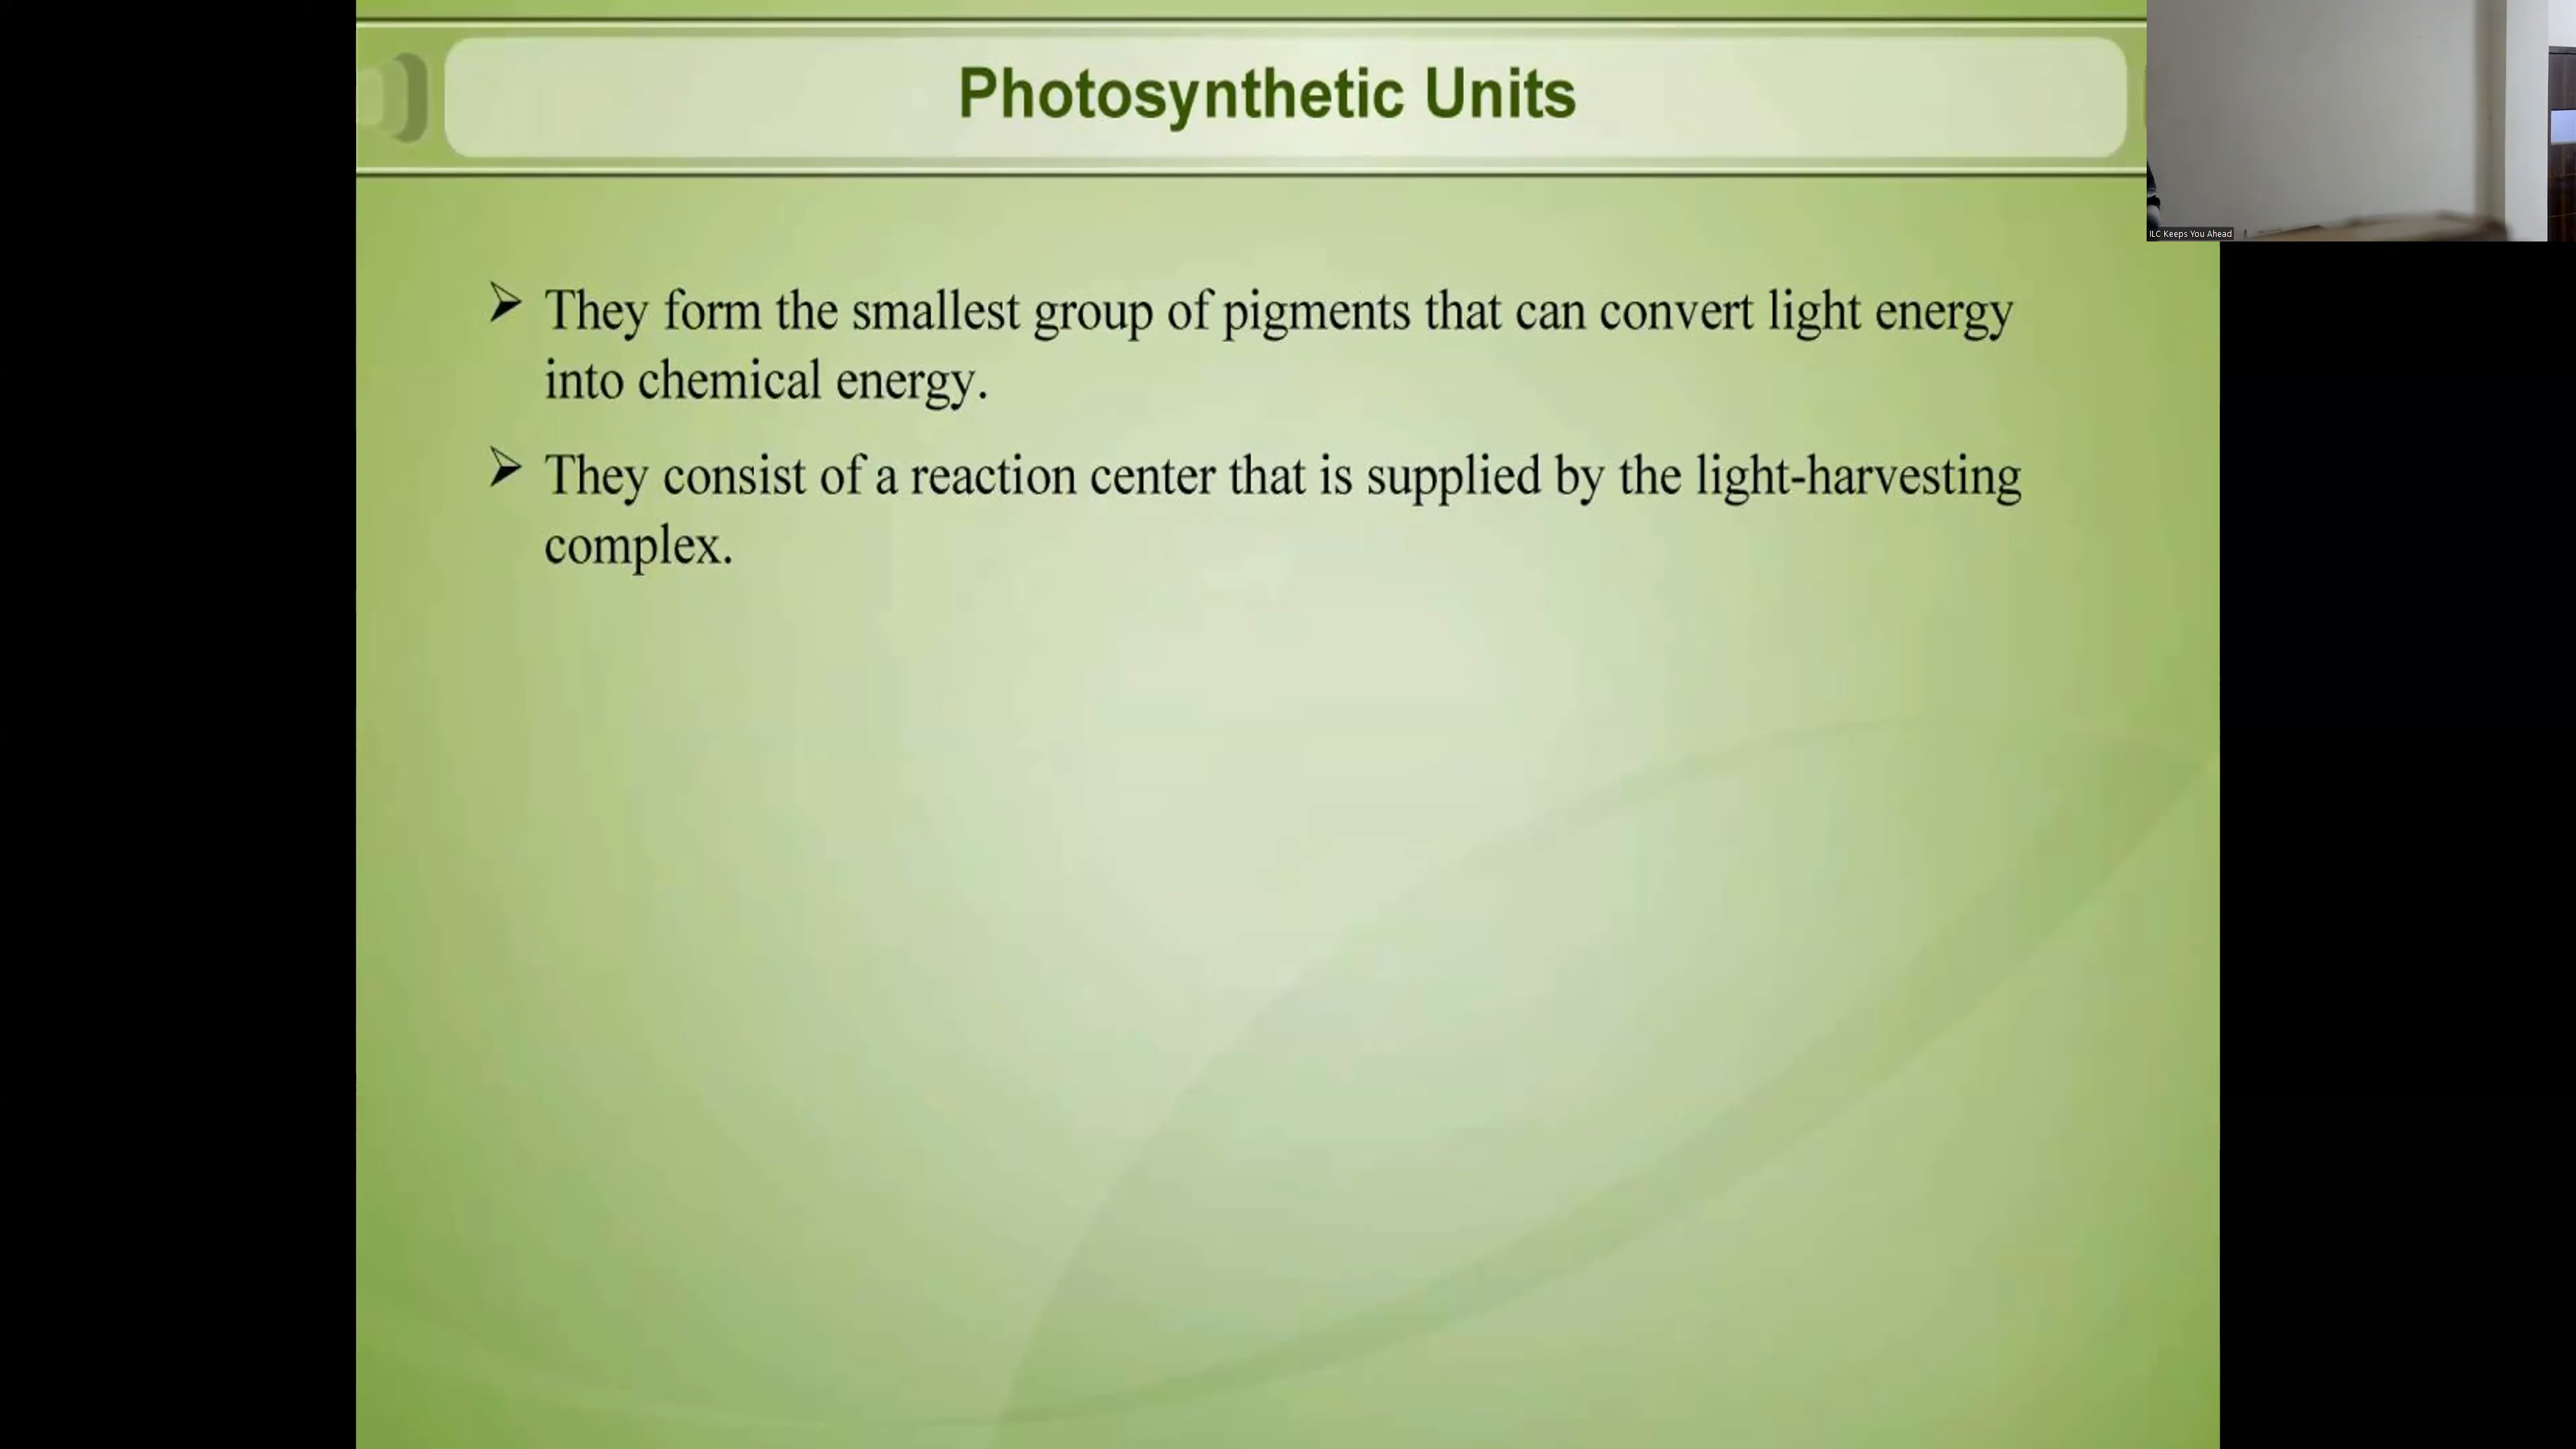 Photosynthetic Units
ILC Keeps You Ahead
They form the smallest group of pigments that can convert light energy
into chemical energy.
They consist of a reaction center that is supplied by the light-harvesting
complex.